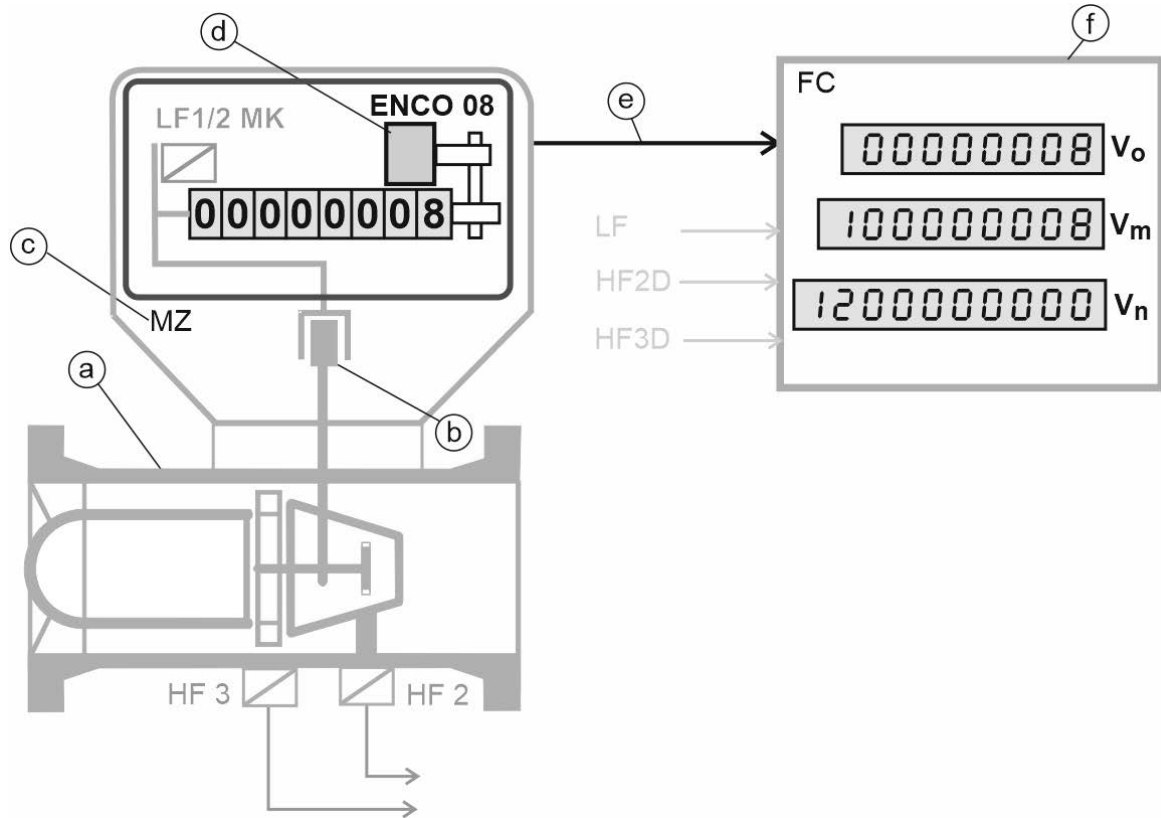 d
f
ENCO 08
FC
LF1/2 MK
e
00000008 Vo
00000008
LF
100000008 Vm
c
HF2D
MZ
1200000000 Vn
HF3D
a
b
HF 3
HF 2